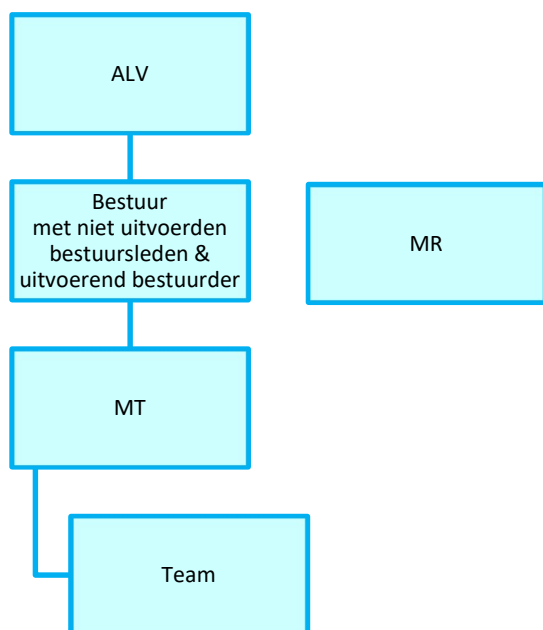 ALV
Bestuur
met niet uitvoerden
bestuursleden &
uitvoerend bestuurder
MR
MT
Team